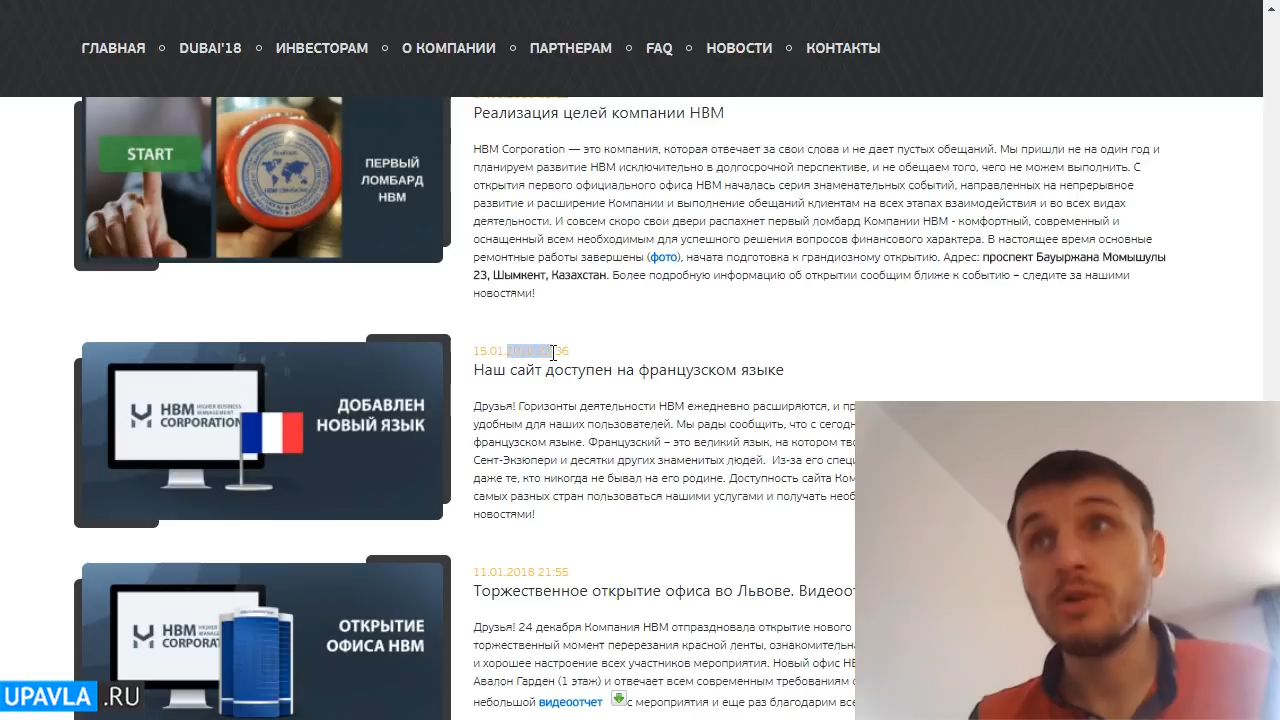 ГЛАВНАЯ DUBAI'18 ИНВЕСТОРАМ О КОМПАНИИ ПАРТНЕРАМ FAQ НОВОСТИ КОНТАКТЫ
START
ПЕРВЫЙ
ЛОМБАРД
HBM
Реализация целей компании HBM
HBM Corporation — это компания, которая отвечает за свои слова и не дает пустых обещаний. Мы пришли не на один год и
планируем развитие HBM исключительно в долгосрочной перспективе, и не обещаем того, чего не можем выполнить. С
открытия первого официального офиса HBM началась серия знаменательных событий, направленных на непрерывное
развитие и расширение Компании и выполнение обещаний клиентам на всех этапах взаимодействия и во всех видах
деятельности. И совсем скоро свои двери распахнет первый ломбард Компании HBM - комфортный, современный и
оснащенный всем необходимым для успешного решения вопросов финансового характера. В настоящее время основные
ремонтные работы завершены (фото), начата подготовка к грандиозному открытию. Адрес: проспект Бауыржана Момышулы
23, Шымкент, Казахстан. Более подробную информацию об открытии сообщим ближе к событию – следите за нашими
новостями!
15.01.
:36
Наш сайт доступен на французском языке
HBM HIGHER BUSINESS
MANAGEMENT
CORPORATION
ДОБАВЛЕН
НОВЫЙ ЯЗЫК
Друзья! Горизонты деятельности HBM ежедневно расширяются, и
удобным для наших пользователей. Мы рады сообщить, что с
французском языке. Французский – это великий язык, на котором
Сент-Экзюпери и десятки других знаменитых людей. Из-за его
даже те, кто никогда не бывал на его родине. Доступность сайта
самых разных стран пользоваться нашими услугами и получать
новостями!
11.01.2018 21:55
Торжественное открытие офиса во Львове.
HBM
ОТКРЫТИЕ
ОФИСА HBM
Друзья! 24 декабря Компания HBM отпраздновала открытие нового
торжественный момент перерезания красной ленты,
и хорошее настроение всех участников мероприятия. Новый офис
Авалон Гарден (1 этаж) и отвечает всем современным требованиям
небольшой видеоотчет с мероприятия и еще раз благодарим
UPAVLA .RU